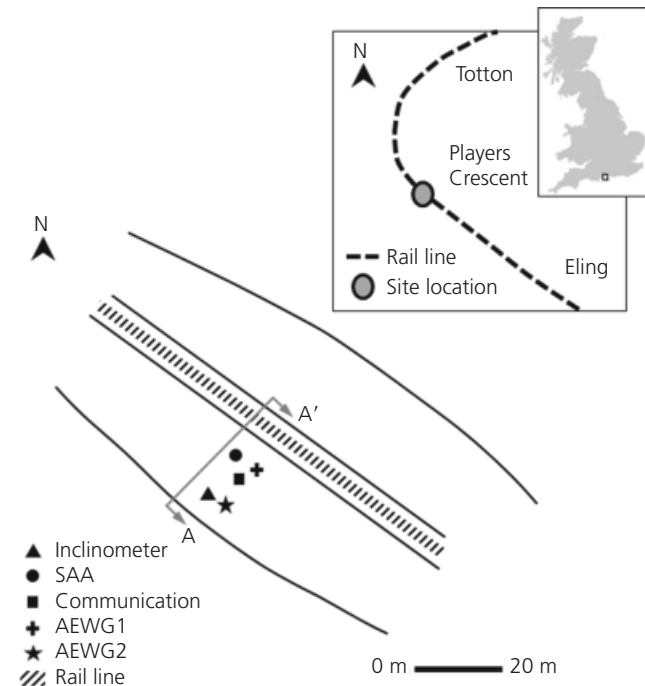 N
Totton
Players
Crescent
Rail line
Eling
Site location
N
A'
A
Inclinometer
SAA
Communication
AEWG1
AEWG2
Rail line
0 m
20 m